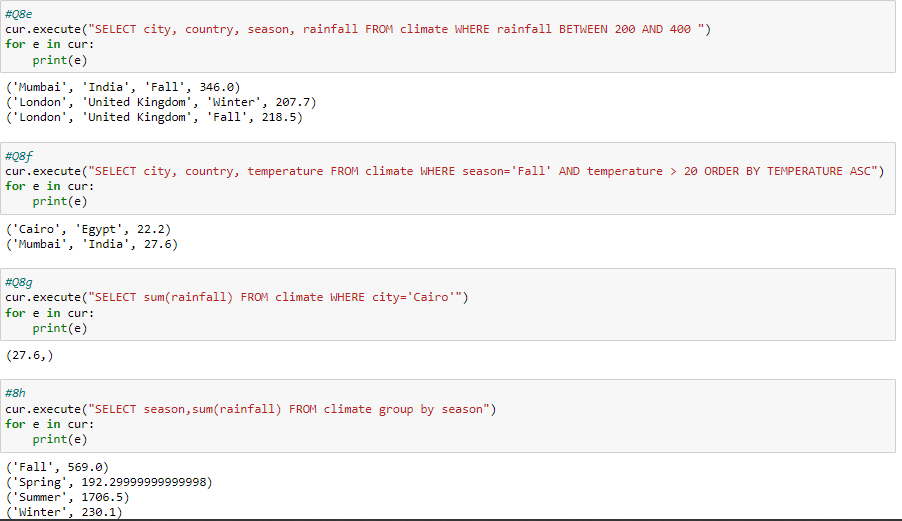 #Q8e
cur.execute("SELECT city, country, season, rainfall FROM climate WHERE rainfall BETWEEN 200 AND 400 ")
for e in cur:
    print(e)
('Mumbai', 'India', 'Fall', 346.0)
('London', 'United Kingdom', 'Winter', 207.7)
('London', 'United Kingdom', 'Fall', 218.5)
#Q8f
cur.execute("SELECT city, country, temperature FROM climate WHERE season='Fall' AND temperature > 20 ORDER BY TEMPERATURE ASC")
for e in cur:
    print(e)
('Cairo', 'Egypt', 22.2)
('Mumbai', 'India', 27.6)
#Q8g
cur.execute("SELECT sum(rainfall) FROM climate WHERE city='Cairo'")
for e in cur:
    print(e)
(27.6,)
#8h
cur.execute("SELECT season,sum(rainfall) FROM climate group by season")
for e in cur:
    print(e)
('Fall', 569.0)
('Spring', 192.29999999999998)
('Summer', 1706.5)
('Winter', 230.1)